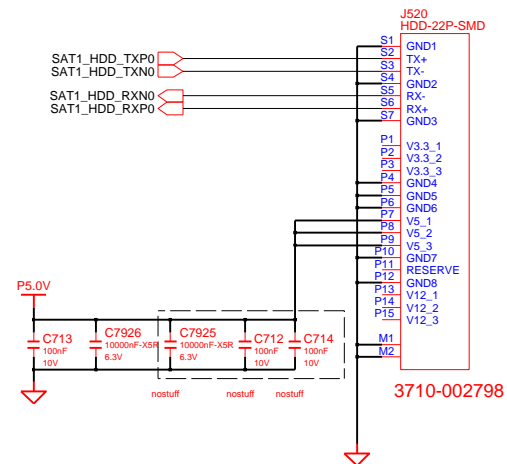 J520
HDD-22P-SMD
S1 GND1
SAT1_HDD_TXP0 S2 TX+
SAT1_HDD_TXN0 S3 TX-
S4 GND2
SAT1_HDD_RXN0 S5 RX-
SAT1_HDD_RXP0 S6 RX+
S7 GND3
P1 V3.3_1
P2 V3.3_2
P3 V3.3_3
P4 GND4
P5 GND5
P6 GND6
P7 V5_1
P8 V5_2
P9 V5_3
P10 GND7
P11 RESERVE
P12 GND8
P13 V12_1
P14 V12_2
P15 V12_3
P5.0V
C713 C7926 C7925 C712 C714
100nF 10000nF-X5R 10000nF-X5R 100nF 100nF
10V 6.3V 6.3V 10V 10V
M1
M2
nostuff nostuff nostuff
3710-002798